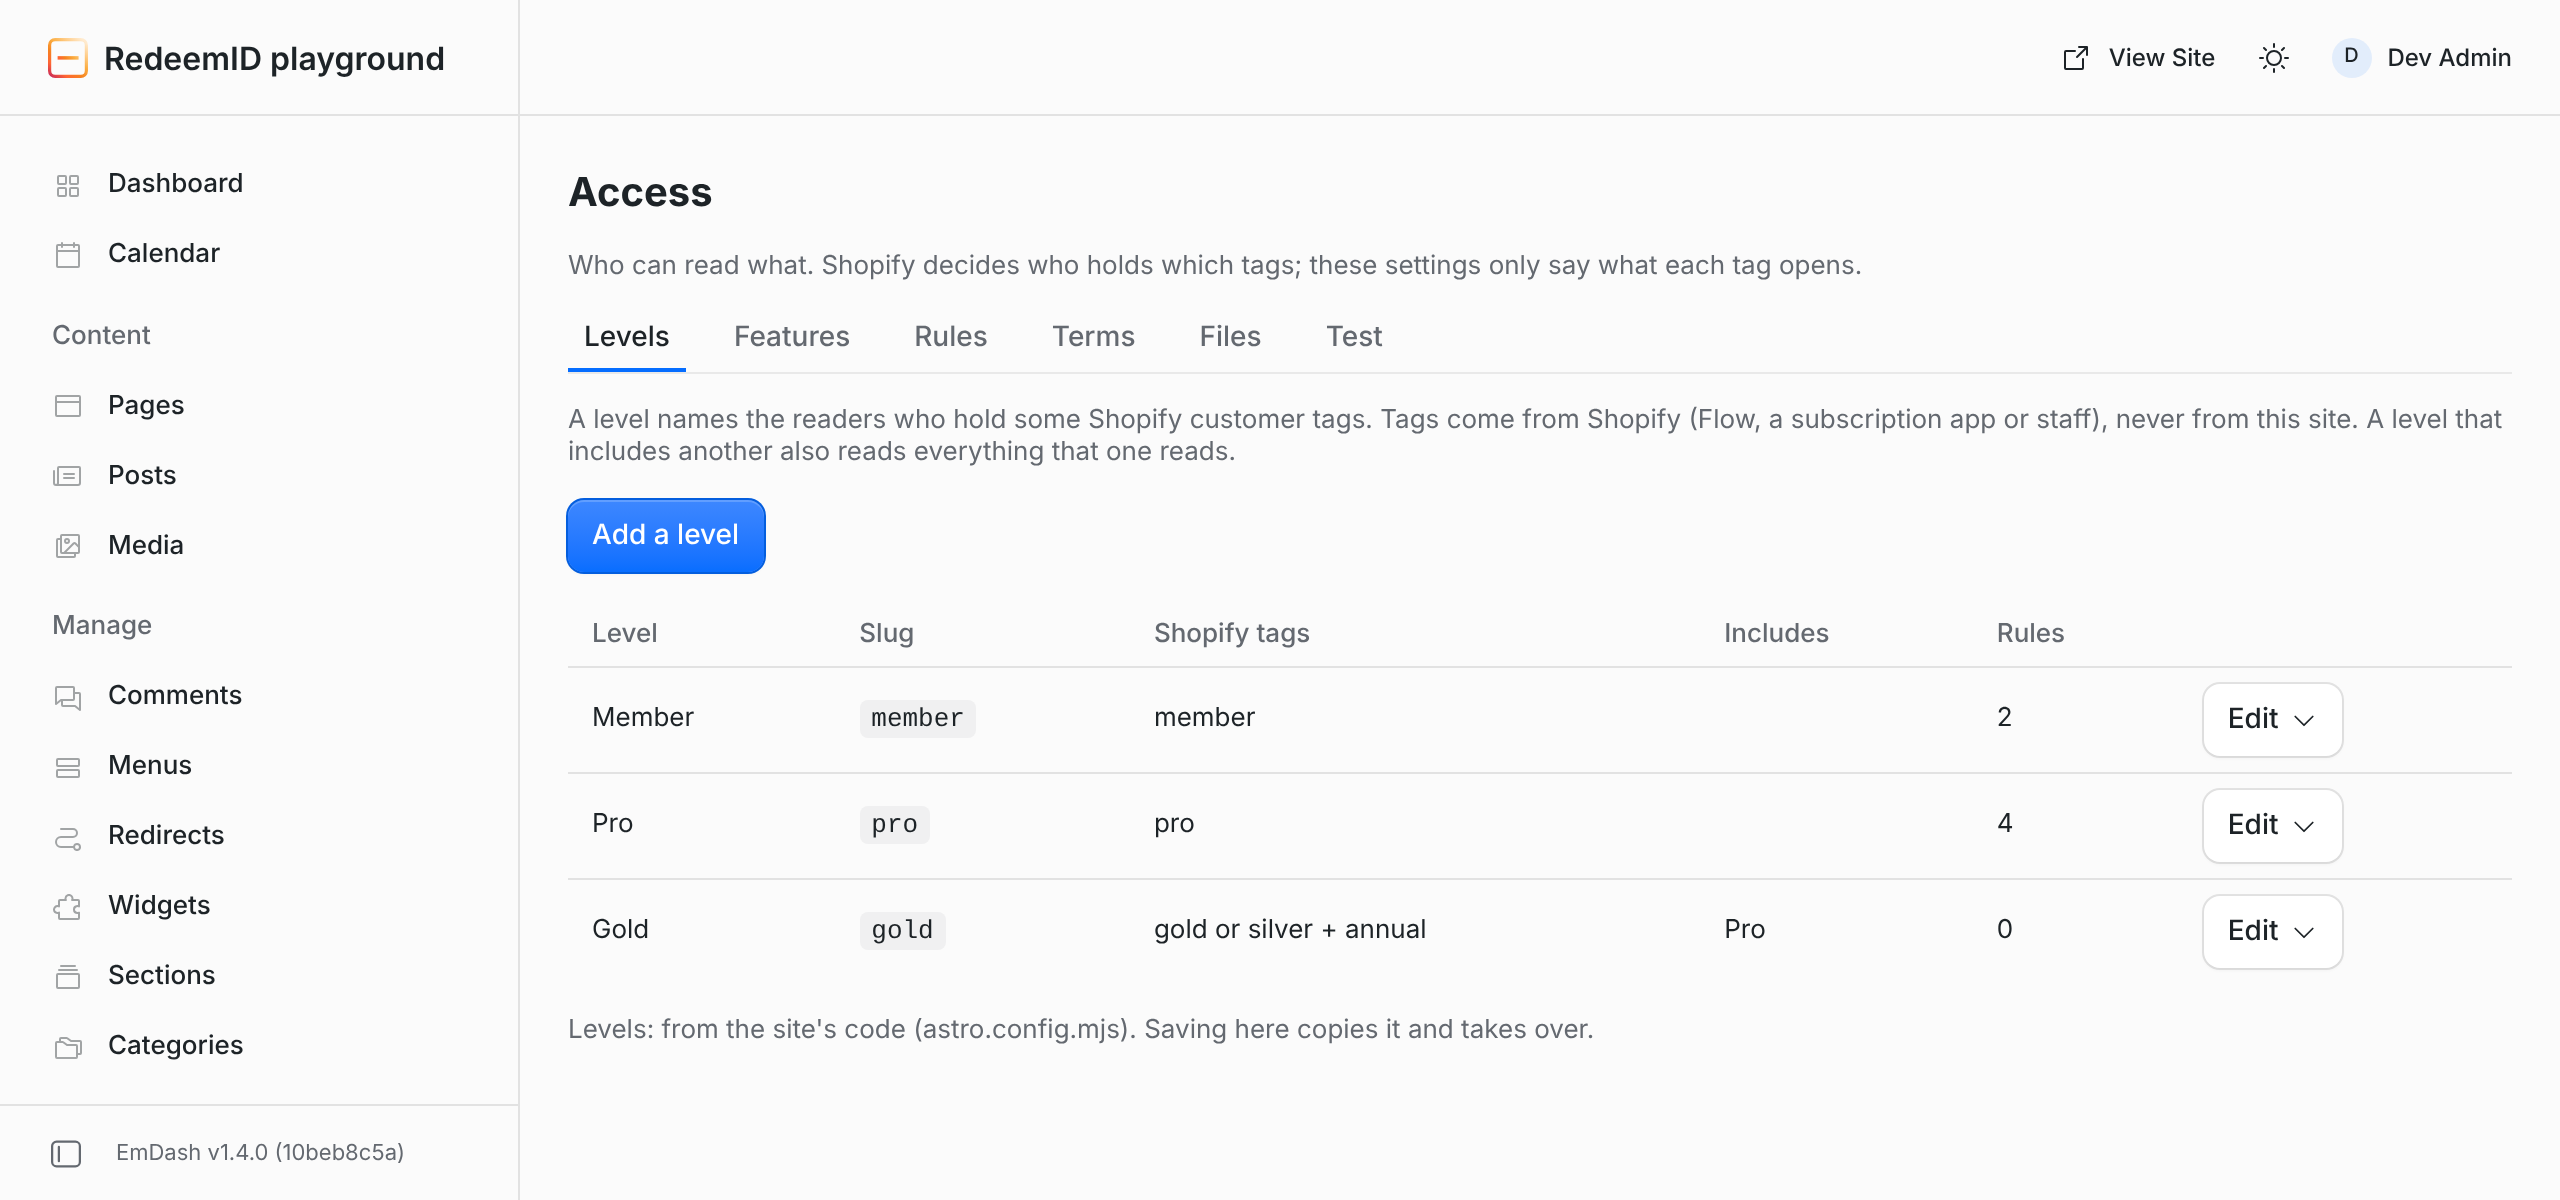 RedeemID playground
View Site
D
Dev Admin
Dashboard
Calendar
Content
Pages
Posts
Media
Manage
Comments
Menus
Redirects
Widgets
Sections
Categories
EmDash v1.4.0 (10beb8c5a)
Access
Who can read what. Shopify decides who holds which tags; these settings only say what each tag opens.
Levels Features Rules Terms Files Test
A level names the readers who hold some Shopify customer tags. Tags come from Shopify (Flow, a subscription app or staff), never from this site. A level that
includes another also reads everything that one reads.
Add a level
Level Slug Shopify tags Includes Rules
Member member member 2 Edit
Pro pro pro 4 Edit
Gold gold gold or silver + annual Pro 0 Edit
Levels: from the site's code (astro.config.mjs). Saving here copies it and takes over.